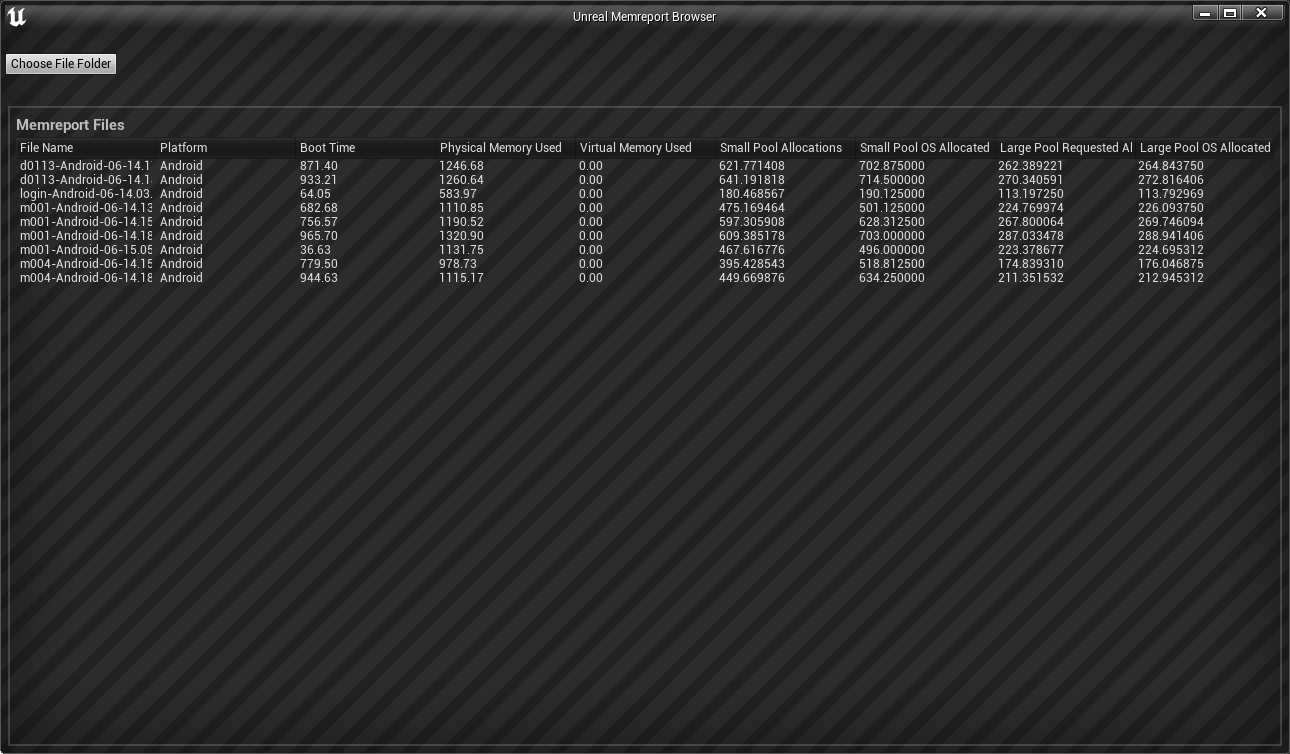 Unreal Memreport Browser
Choose File Folder
Memreport Files
File Name Platform Boot Time Physical Memory Used Virtual Memory Used Small Pool Allocations Small Pool OS Allocated Large Pool Requested Al Large Pool OS Allocated
d0113-Android-06-14.1 Android 871.40 1246.68 0.00 621.771408 702.875000 262.389221 264.843750
d0113-Android-06-14.1 Android 933.21 1260.64 0.00 641.191818 714.500000 270.340591 272.816406
login-Android-06-14.03. Android 64.05 583.97 0.00 180.468567 190.125000 113.197250 113.792969
m001-Android-06-14.13 Android 682.68 1110.85 0.00 475.169464 501.125000 224.769974 226.093750
m001-Android-06-14.15 Android 756.57 1190.52 0.00 597.305908 628.312500 267.800064 269.746094
m001-Android-06-14.18 Android 965.70 1320.90 0.00 609.385178 703.000000 287.033478 288.941406
m001-Android-06-15.05 Android 36.63 1131.75 0.00 467.616776 496.000000 223.378677 224.695312
m004-Android-06-14.15 Android 779.50 978.73 0.00 395.428543 518.812500 174.839310 176.046875
m004-Android-06-14.18 Android 944.63 1115.17 0.00 449.669876 634.250000 211.351532 212.945312